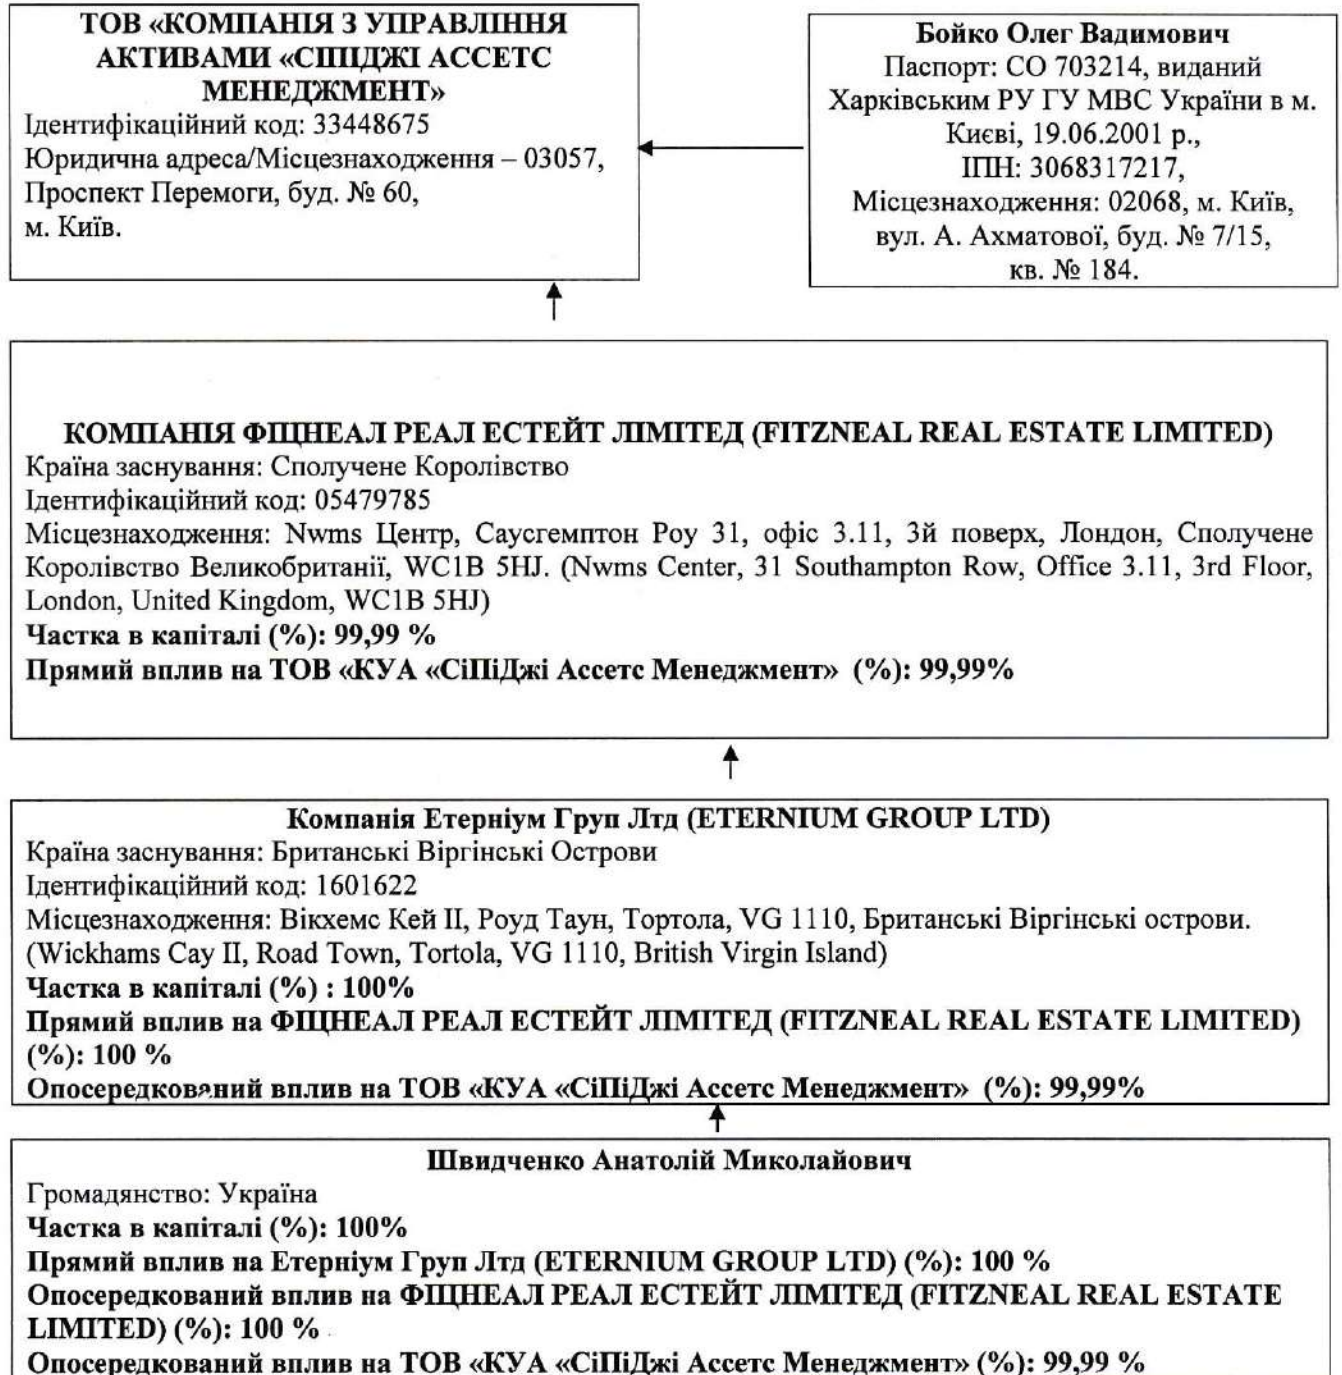 ТОВ «КОМПАНІЯ З УПРАВЛІННЯ
АКТИВАМИ «СІПІДЖІ АССЕТС
МЕНЕДЖМЕНТ»
Ідентифікаційний код: 33448675
Юридична адреса/Місцезнаходження – 03057,
Проспект Перемоги, буд. № 60,
м. Київ.
Бойко Олег Вадимович
Паспорт: СО 703214, виданий
Харківським РУ ГУ МВС України в м.
Києві, 19.06.2001 р.,
ІПН: 3068317217,
Місцезнаходження: 02068, м. Київ,
вул. А. Ахматової, буд. № 7/15,
кв. № 184.
КОМПАНІЯ ФІЦНЕАЛ РЕАЛ ЕСТЕЙТ ЛІМІТЕД (FITZNEAL REAL ESTATE LIMITED)
Країна заснування: Сполучене Королівство
Ідентифікаційний код: 05479785
Місцезнаходження: Nwms Центр, Саусгемптон Роу 31, офіс 3.11, 3й поверх, Лондон, Сполучене
Королівство Великобританії, WC1B 5HJ. (Nwms Center, 31 Southampton Row, Office 3.11, 3rd Floor,
London, United Kingdom, WC1B 5HJ)
Частка в капіталі (%): 99,99 %
Прямий вплив на ТОВ «КУА «СіПіДжі Ассетс Менеджмент» (%): 99,99%
Компанія Етерніум Груп Лтд (ETERNIUM GROUP LTD)
Країна заснування: Британські Віргінські Острови
Ідентифікаційний код: 1601622
Місцезнаходження: Вікхемс Кей II, Роуд Таун, Тортола, VG 1110, Британські Віргінські острови.
(Wickhams Cay II, Road Town, Tortola, VG 1110, British Virgin Island)
Частка в капіталі (%) : 100%
Прямий вплив на ФІЦНЕАЛ РЕАЛ ЕСТЕЙТ ЛІМІТЕД (FITZNEAL REAL ESTATE LIMITED)
(%): 100 %
Опосередкований вплив на ТОВ «КУА «СіПіДжі Ассетс Менеджмент» (%): 99,99%
Швидченко Анатолій Миколайович
Громадянство: Україна
Частка в капіталі (%): 100%
Прямий вплив на Етерніум Груп Лтд (ETERNIUM GROUP LTD) (%): 100 %
Опосередкований вплив на ФІЦНЕАЛ РЕАЛ ЕСТЕЙТ ЛІМІТЕД (FITZNEAL REAL ESTATE
LIMITED) (%): 100 %
Опосередкований вплив на ТОВ «КУА «СіПіДжі Ассетс Менеджмент» (%): 99,99 %